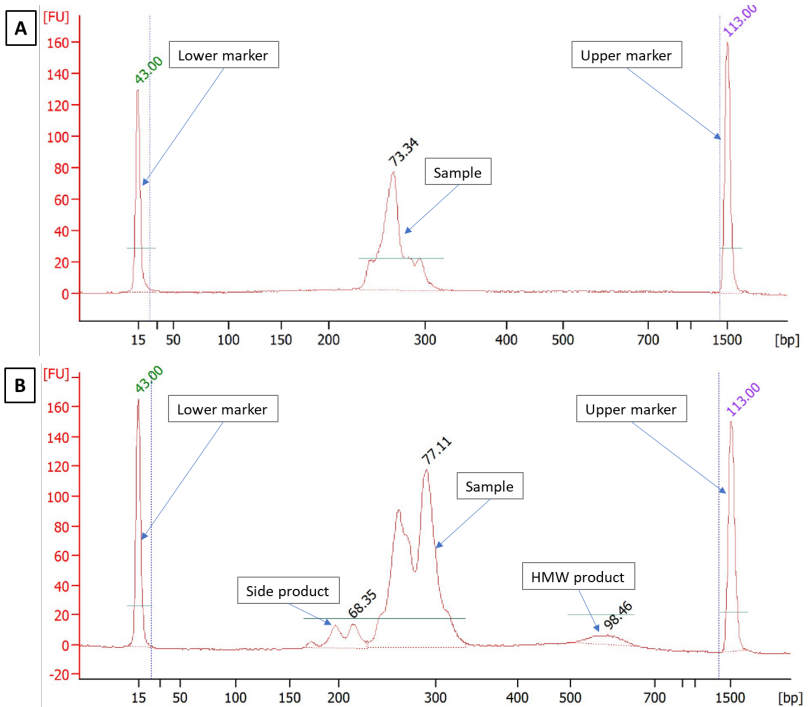 A
[FU]
113.00
43.00
Lower marker
Upper marker
160
140
120
100
80
60
40
20
0
73.34
Sample
15 50 100 150 200 300 400 500 700 1500 [bp]
B
[FU]
43.00
113.00
Lower marker
Upper marker
160
140
120
100
80
60
40
20
0
-20
77.11
Sample
Side product
68.35
HMW product
98.46
15 50 100 150 200 300 400 500 700 1500 [bp]